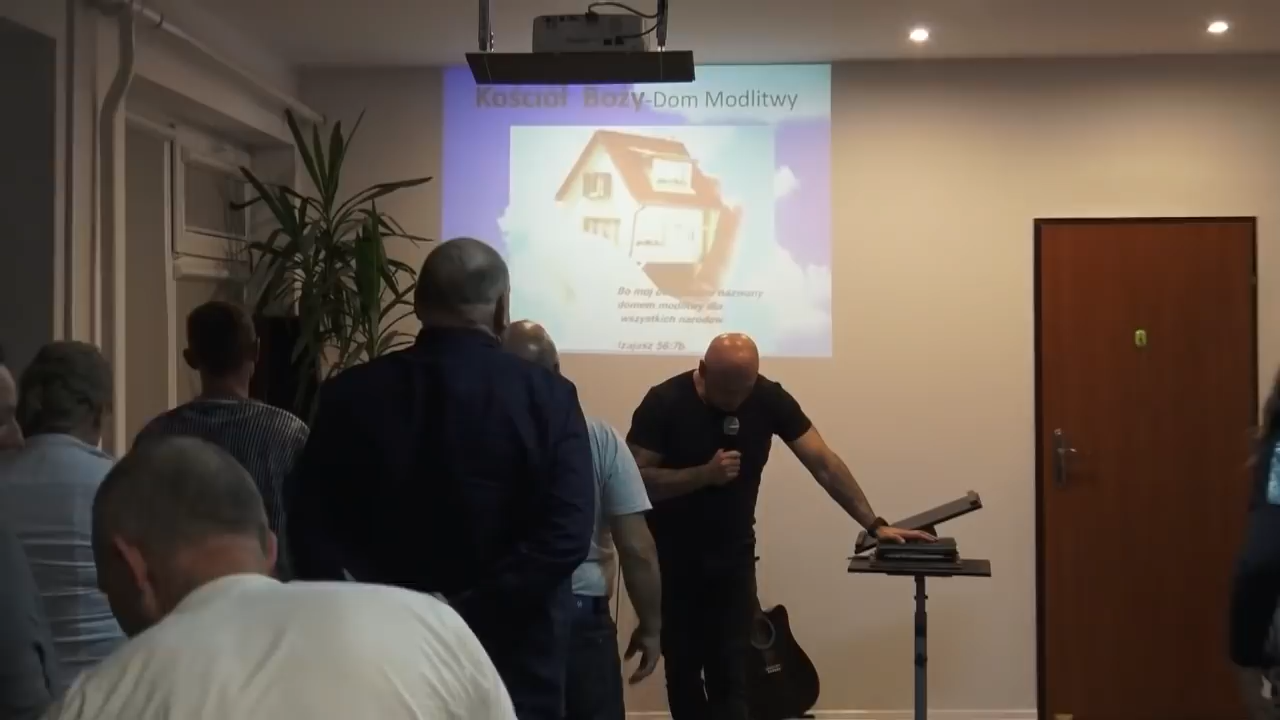 Kościół Boży-Dom Modlitwy
Bo mój nazwany
domem modlitwy dla
wszystkich narodów
Izajasz 56:7b